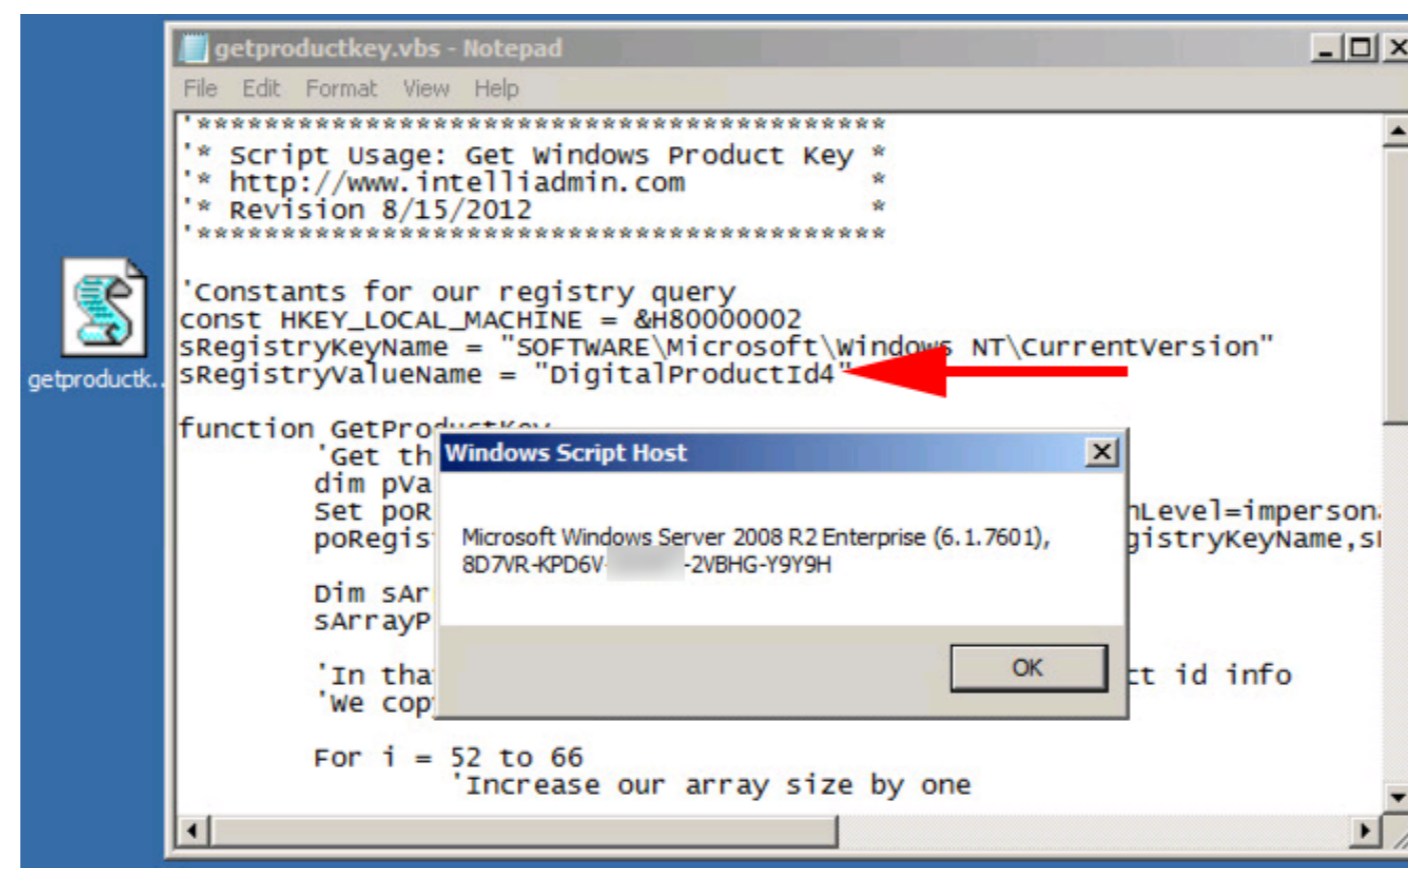 getproductkey.vbs - Notepad
File Edit Format View Help
'*****************************************
'* Script Usage: Get Windows Product Key *
'* http://www.intelliadmin.com *
'* Revision 8/15/2012 *
'*****************************************
'Constants for our registry query
const HKEY_LOCAL_MACHINE = &H80000002
sRegistryKeyName = "SOFTWARE\Microsoft\Windows NT\CurrentVersion"
sRegistryValueName = "DigitalProductId4"
getproductk...
function GetProductKey
'Get th
Windows Script Host
dim pVa
Set poR
nLevel=imperson
poRegis
gistryKeyName,s
Microsoft Windows Server 2008 R2 Enterprise (6.1.7601),
8D7VR-KPD6V- -2VBHG-Y9Y9H
Dim sAr
sArrayP
OK
'In tha
ct id info
'We cop
For i = 52 to 66
'Increase our array size by one